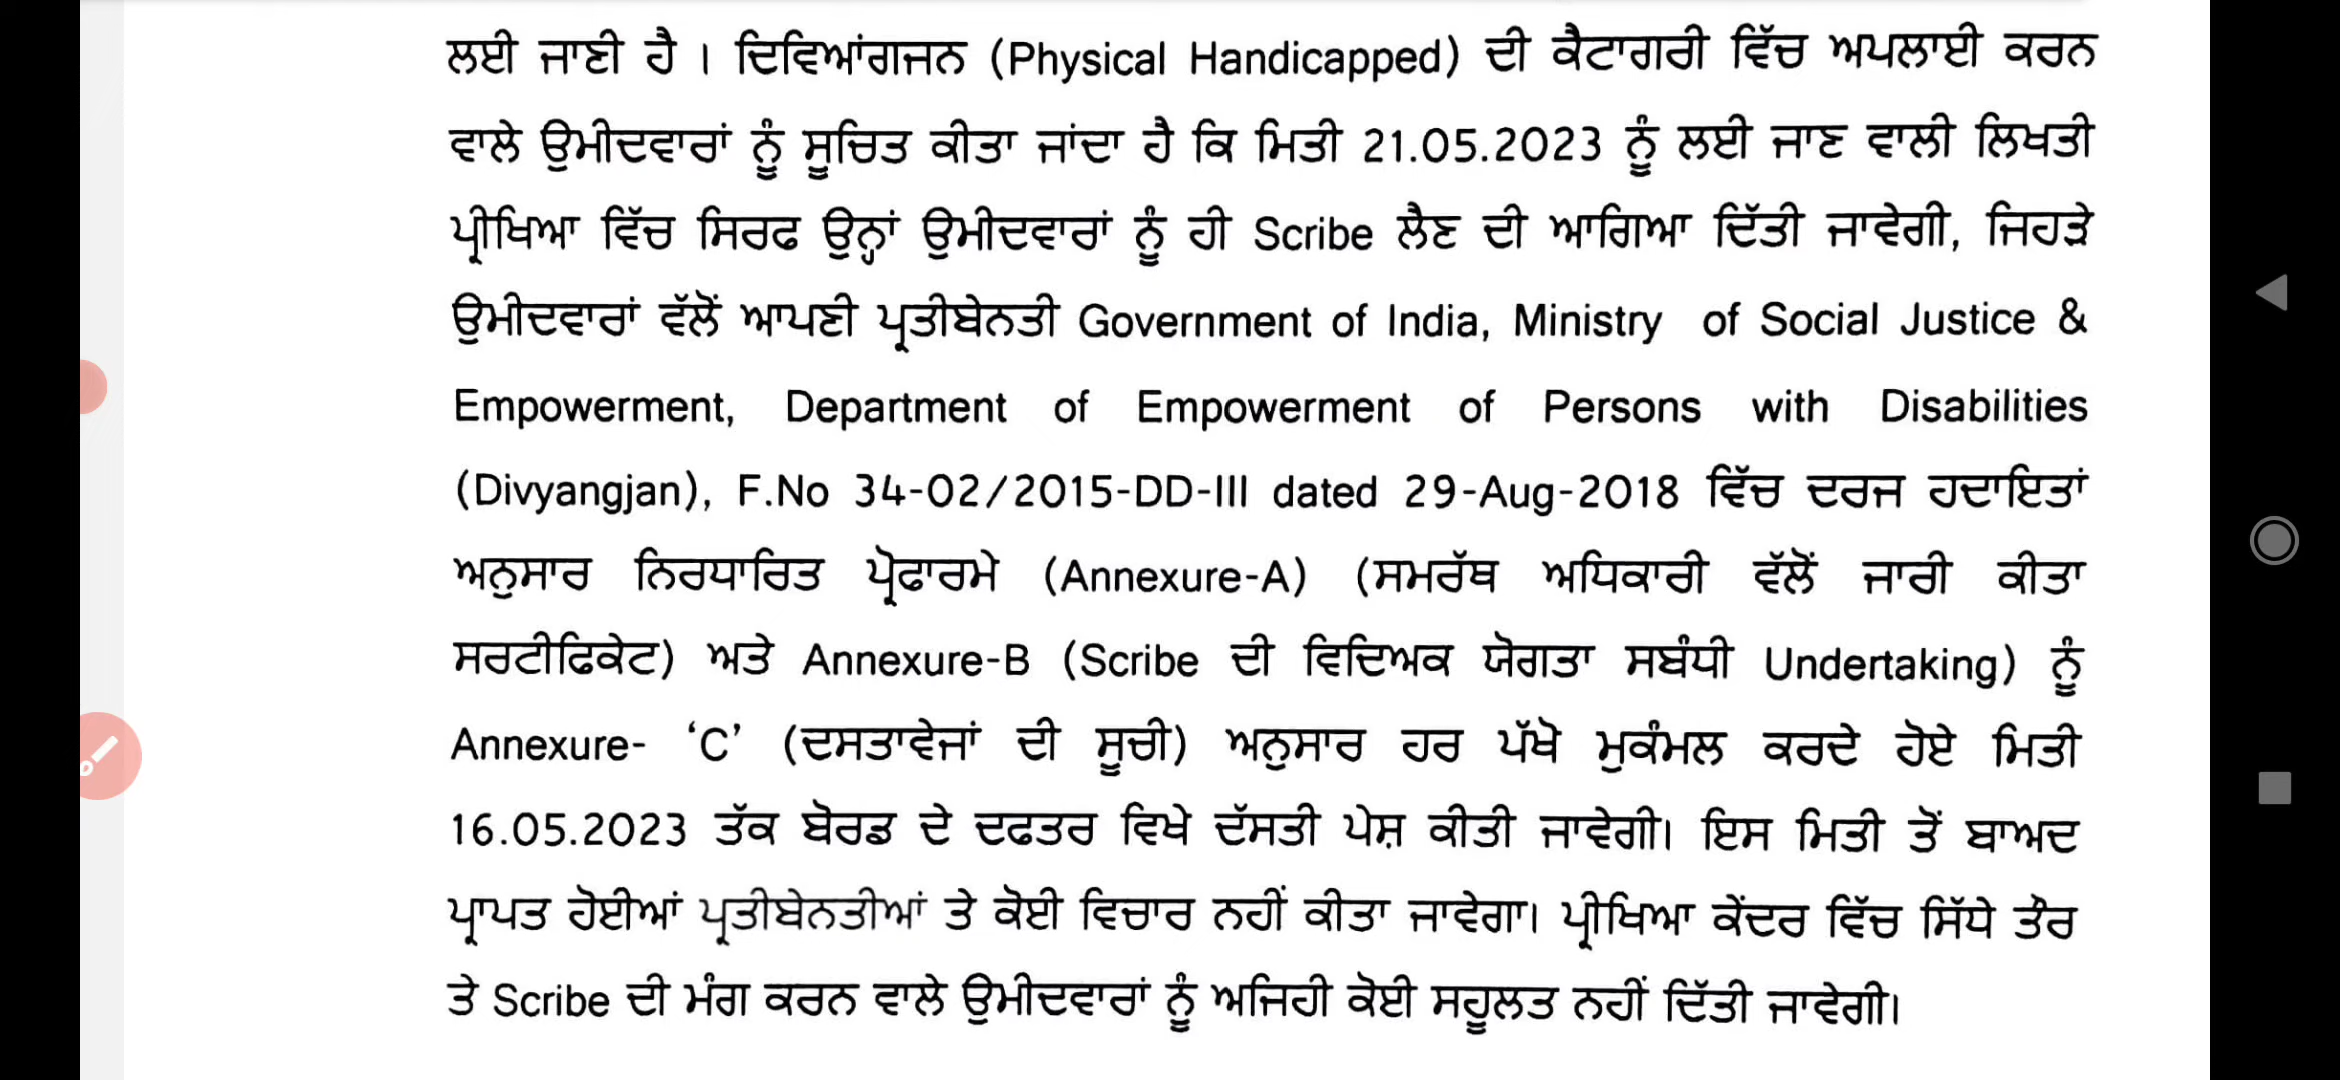 ਲਈ ਜਾਣੀ ਹੈ । ਦਿਵਿਆਂਗਜਨ (Physical Handicapped) ਦੀ ਕੈਟਾਗਰੀ ਵਿੱਚ ਅਪਲਾਈ ਕਰਨ
ਵਾਲੇ ਉਮੀਦਵਾਰਾਂ ਨੂੰ ਸੂਚਿਤ ਕੀਤਾ ਜਾਂਦਾ ਹੈ ਕਿ ਮਿਤੀ 21.05.2023 ਨੂੰ ਲਈ ਜਾਣ ਵਾਲੀ ਲਿਖਤੀ
ਪ੍ਰੀਖਿਆ ਵਿੱਚ ਸਿਰਫ ਉਨ੍ਹਾਂ ਉਮੀਦਵਾਰਾਂ ਨੂੰ ਹੀ Scribe ਲੈਣ ਦੀ ਆਗਿਆ ਦਿੱਤੀ ਜਾਵੇਗੀ, ਜਿਹੜੇ
ਉਮੀਦਵਾਰਾਂ ਵੱਲੋਂ ਆਪਣੀ ਪ੍ਰਤੀਬੇਨਤੀ Government of India, Ministry of Social Justice &
Empowerment, Department of Empowerment of Persons with Disabilities
(Divyangjan), F.No 34-02/2015-DD-III dated 29-Aug-2018 ਵਿੱਚ ਦਰਜ ਹਦਾਇਤਾਂ
ਅਨੁਸਾਰ ਨਿਰਧਾਰਿਤ ਪ੍ਰੋਫਾਰਮੇ (Annexure-A) (ਸਮਰੱਥ ਅਧਿਕਾਰੀ ਵੱਲੋਂ ਜਾਰੀ ਕੀਤਾ
ਸਰਟੀਫਿਕੇਟ) ਅਤੇ Annexure-B (Scribe ਦੀ ਵਿਦਿਅਕ ਯੋਗਤਾ ਸਬੰਧੀ Undertaking) ਨੂੰ
Annexure- ‘C’ (ਦਸਤਾਵੇਜਾਂ ਦੀ ਸੂਚੀ) ਅਨੁਸਾਰ ਹਰ ਪੱਖੋ ਮੁਕੰਮਲ ਕਰਦੇ ਹੋਏ ਮਿਤੀ
16.05.2023 ਤੱਕ ਬੋਰਡ ਦੇ ਦਫਤਰ ਵਿਖੇ ਦੱਸਤੀ ਪੇਸ਼ ਕੀਤੀ ਜਾਵੇਗੀ। ਇਸ ਮਿਤੀ ਤੋਂ ਬਾਅਦ
ਪ੍ਰਾਪਤ ਹੋਈਆਂ ਪ੍ਰਤੀਬੇਨਤੀਆਂ ਤੇ ਕੋਈ ਵਿਚਾਰ ਨਹੀਂ ਕੀਤਾ ਜਾਵੇਗਾ। ਪ੍ਰੀਖਿਆ ਕੇਂਦਰ ਵਿੱਚ ਸਿੱਧੇ ਤੌਰ
ਤੇ Scribe ਦੀ ਮੰਗ ਕਰਨ ਵਾਲੇ ਉਮੀਦਵਾਰਾਂ ਨੂੰ ਅਜਿਹੀ ਕੋਈ ਸਹੂਲਤ ਨਹੀਂ ਦਿੱਤੀ ਜਾਵੇਗੀ।